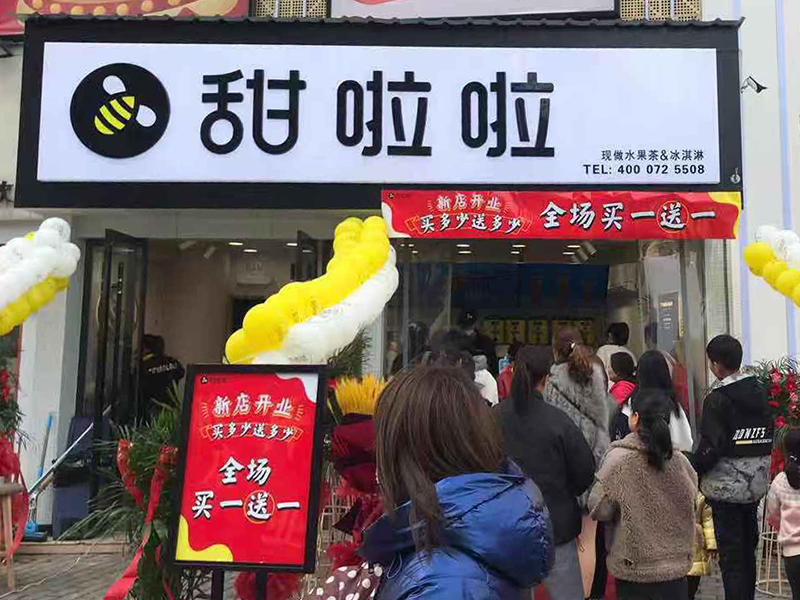 甜啦啦
现做水果茶&冰淇淋
TEL: 400 072 5508
新店开业
买多少送多少
全场买一送一
新店开业
买多少送多少
全场
买一送一